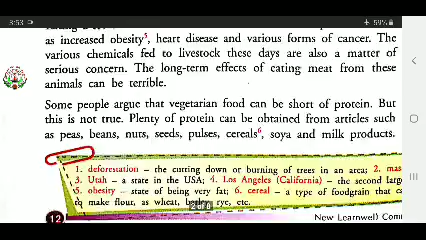 3:53
59%
as increased obesity⁵, heart disease and various forms of cancer. The
various chemicals fed to livestock these days are also a matter of
serious concern. The long-term effects of eating meat from these
animals can be terrible.
Some people argue that vegetarian food can be short of protein. But
this is not true. Plenty of protein can be obtained from articles such
as peas, beans, nuts, seeds, pulses, cereals⁶, soya and milk products.
1. deforestation - the cutting down or burning of trees in an area; 2. mas
3. Utah - a state in the USA; 4. Los Angeles (California) - the second larg
5. obesity - state of being very fat; 6. cereal - a type of foodgrain that ca
to make flour, as wheat, barley, rye, etc.
12
New Learnwell Com